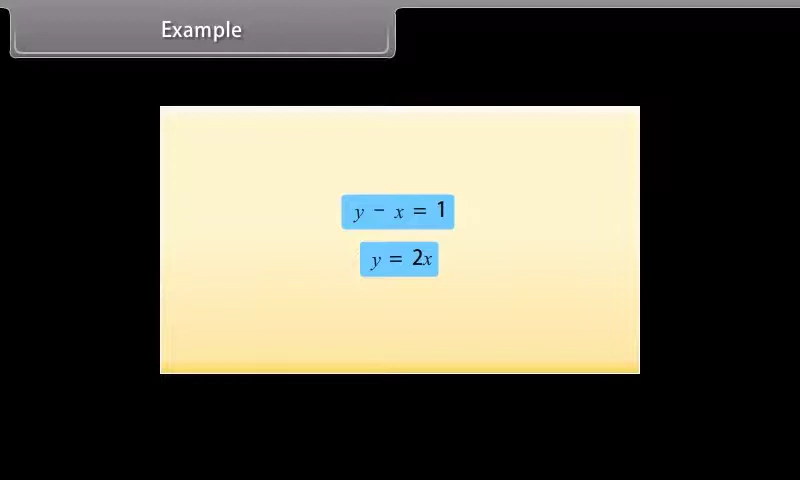 Example
y − x = 1
y = 2x